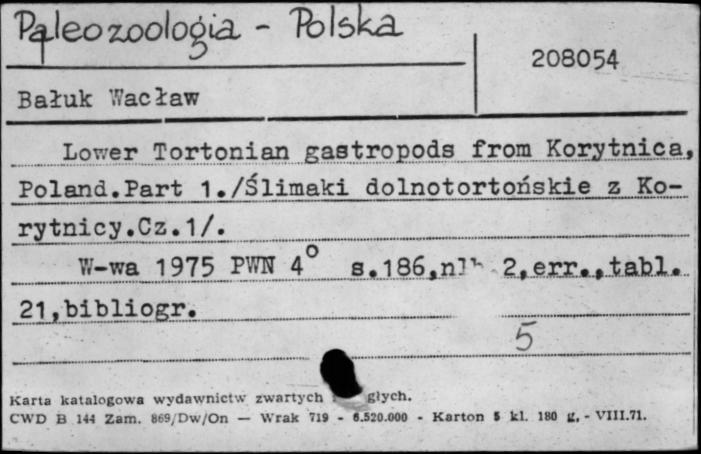 Paleozoologia - Polska
208054
Bałuk Wacław
Lower Tortonian gastropods from Korytnica,
Poland.Part 1./Ślimaki dolnotortońskie z Ko-
rytnicy.Cz.1/.
W-wa 1975 PWN 4° s.186,nlb 2,err.,tabl.
21,bibliogr.
5
Karta katalogowa wydawnictw zwartych głych.
CWD B 144 Zam. 869/Dw/On — Wrak 719 - 6.520.000 - Karton 5 kl. 180 g. - VIII.71.